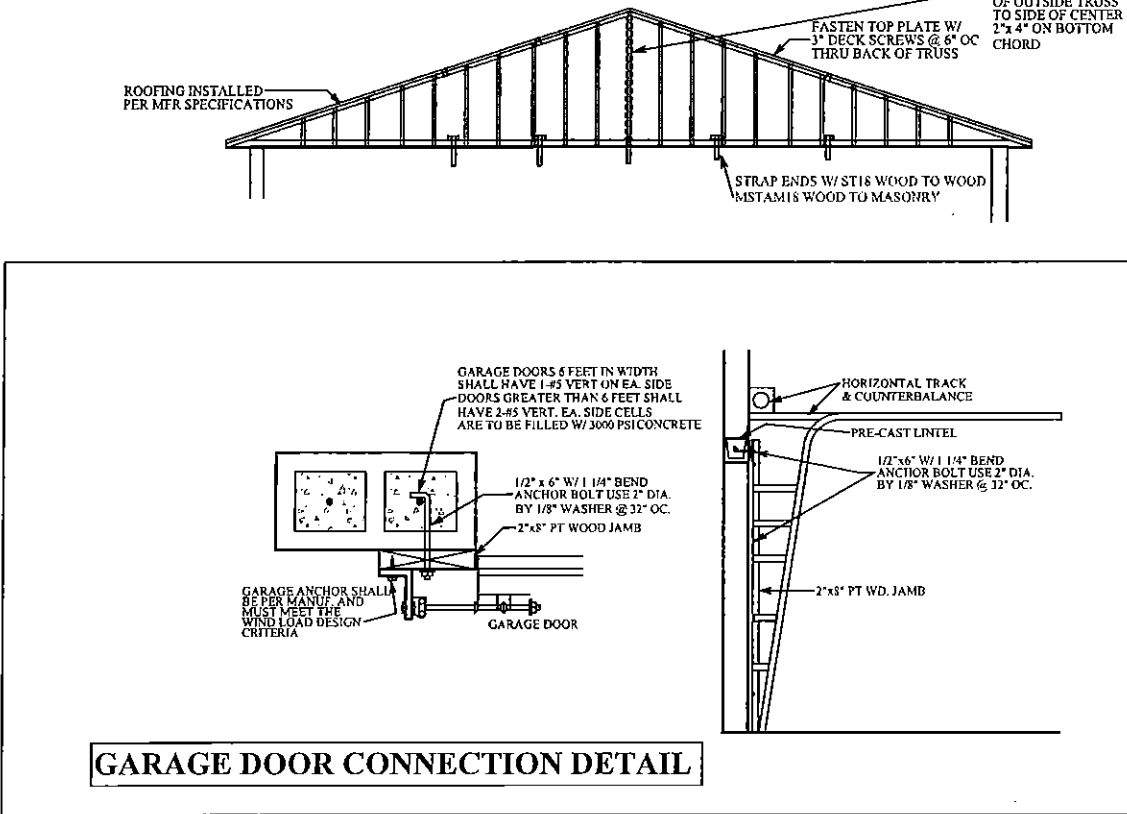 OF OUTSIDE TRUSS
TO SIDE OF CENTER
2"x 4" ON BOTTOM
CHORD
FASTEN TOP PLATE W/
3" DECK SCREWS @ 6" OC
THRU BACK OF TRUSS
ROOFING INSTALLED
PER MFR SPECIFICATIONS
STRAP ENDS W/ ST18 WOOD TO WOOD
MSTAM18 WOOD TO MASONRY
GARAGE DOORS 6 FEET IN WIDTH
SHALL HAVE 1-#5 VERT ON EA. SIDE
DOORS GREATER THAN 6 FEET SHALL
HAVE 2-#5 VERT. EA. SIDE CELLS
ARE TO BE FILLED W/ 3000 PSI CONCRETE
1/2" x 6" W/ 1 1/4" BEND
ANCHOR BOLT USE 2" DIA.
BY 1/8" WASHER @ 32" OC.
2"x8" PT WOOD JAMB
GARAGE ANCHOR SHALL
BE PER MANUF. AND
MUST MEET THE
WIND LOAD DESIGN
CRITERIA
GARAGE DOOR
HORIZONTAL TRACK
& COUNTERBALANCE
PRE-CAST LINTEL
1/2"x6" W/ 1 1/4" BEND
ANCHOR BOLT USE 2" DIA.
BY 1/8" WASHER @ 32" OC.
2"x8" PT WD. JAMB
GARAGE DOOR CONNECTION DETAIL